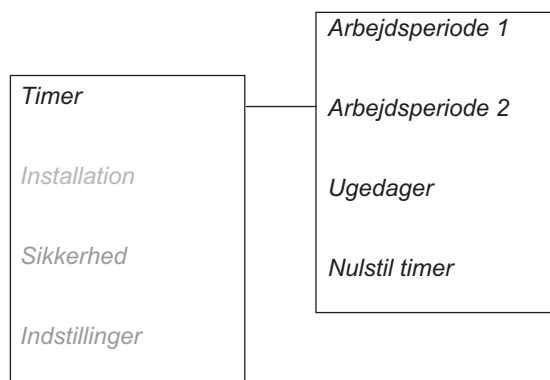 Timer
Installation
Sikkerhed
Indstillinger
Arbejdsperiode 1
Arbejdsperiode 2
Ugedager
Nulstil timer